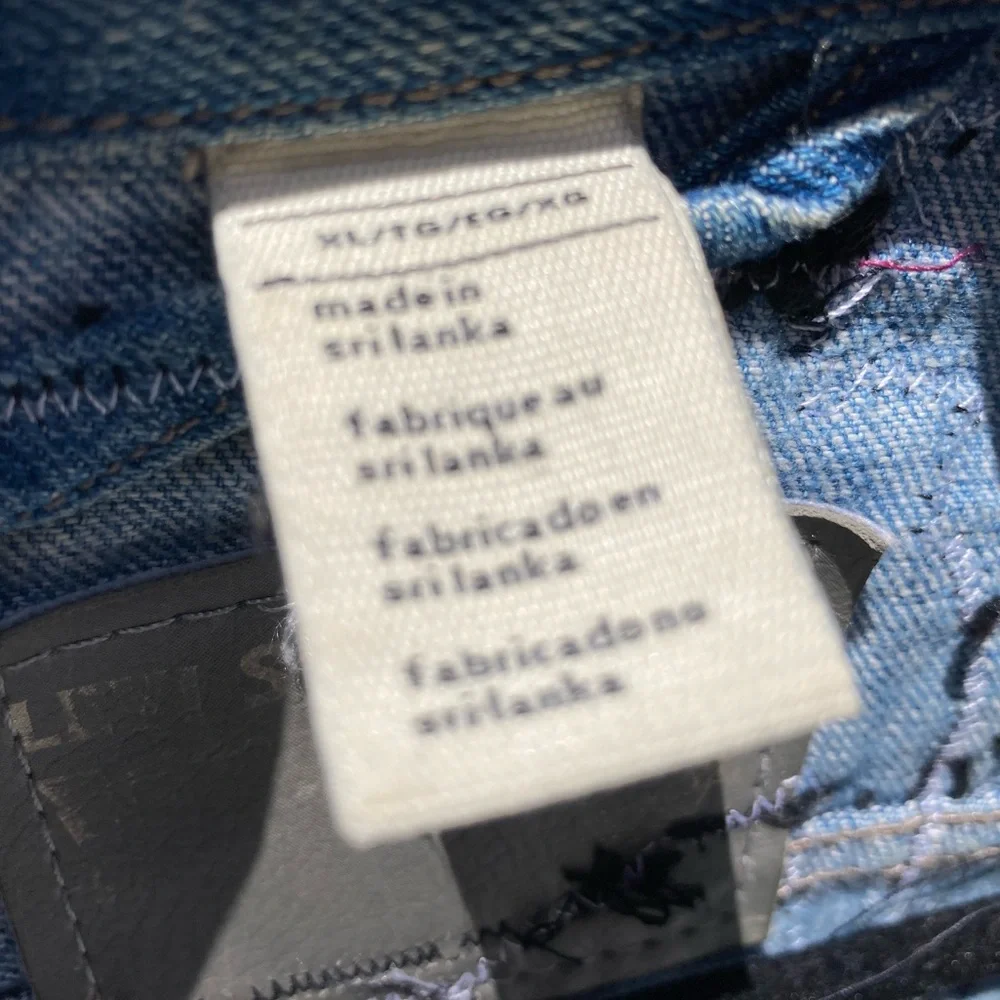 XL/TG/EG/XG
made in
sri lanka
fabrique au
sri lanka
fabricado en
sri lanka
fabricado no
sri lanka
LEVI S